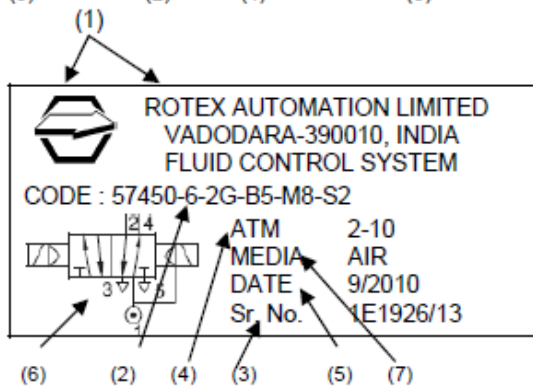 (1)
ROTEX AUTOMATION LIMITED
VADODARA-390010, INDIA
FLUID CONTROL SYSTEM
CODE : 57450-6-2G-B5-M8-S2
2 4
ATM 2-10
MEDIA AIR
DATE 9/2010
3 5
Sr. No. 1E1926/13
1
(6) (2) (4) (3) (5) (7)